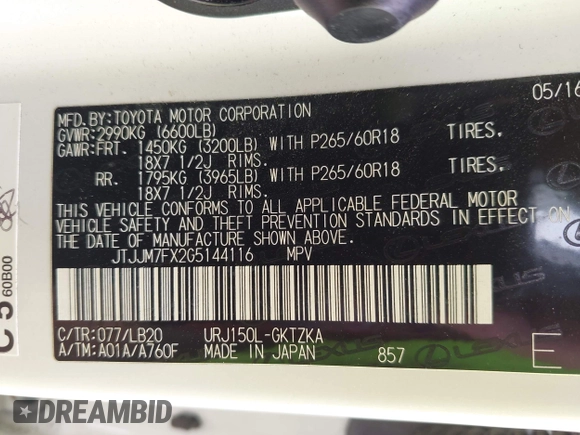 MFD.BY:TOYOTA MOTOR CORPORATION 05/16
GVWR:2990KG (6600LB)
GAWR:FRT. 1450KG (3200LB) WITH P265/60R18 TIRES.
18X7 1/2J RIMS.
RR. 1795KG (3965LB) WITH P265/60R18 TIRES.
18X7 1/2J RIMS.
THIS VEHICLE CONFORMS TO ALL APPLICABLE FEDERAL MOTOR
VEHICLE SAFETY AND THEFT PREVENTION STANDARDS IN EFFECT ON
THE DATE OF MANUFACTURE SHOWN ABOVE.
JTJJM7FX2G5144116 MPV
C/TR:077/LB20 URJ150L-GKTZKA
A/TM:A01A/A760F MADE IN JAPAN 857 E
C 5
60B00
LEXUS
DREAMBID